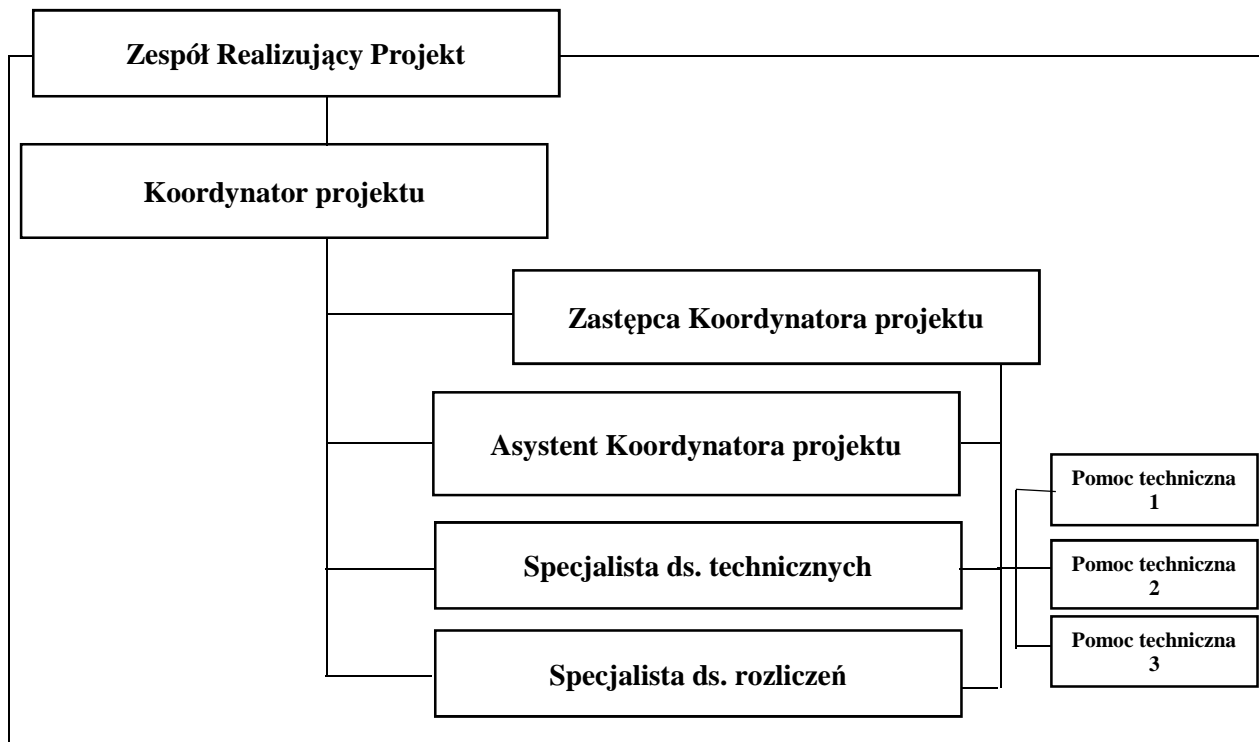 Zespół Realizujący Projekt
Koordynator projektu
Zastępca Koordynatora projektu
Asystent Koordynatora projektu
Pomoc techniczna
1
Specjalista ds. technicznych
Pomoc techniczna
2
Specjalista ds. rozliczeń
Pomoc techniczna
3